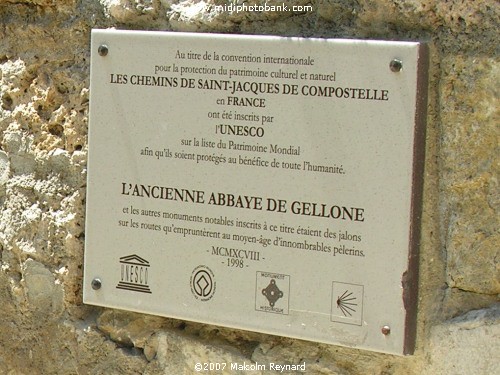 www.midiphotobox.com
Au titre de la convention internationale
pour la protection du patrimoine culturel et naturel
LES CHEMINS DE SAINT-JACQUES DE COMPOSTELLE
en FRANCE
ont été inscrits par
l'UNESCO
sur la liste du Patrimoine Mondial
afin qu'ils soient protégés au bénéfice de toute l'humanité.
L'ANCIENNE ABBAYE DE GELLONE
et les autres monuments notables inscrits à ce titre étaient des jalons
sur les routes qu'empruntèrent au moyen-âge d'innombrables pèlerins.
- MCMXCVIII -
- 1998 -
UNESCO
MONUMENT
HISTORIQUE
©2007 Malcolm Reynard